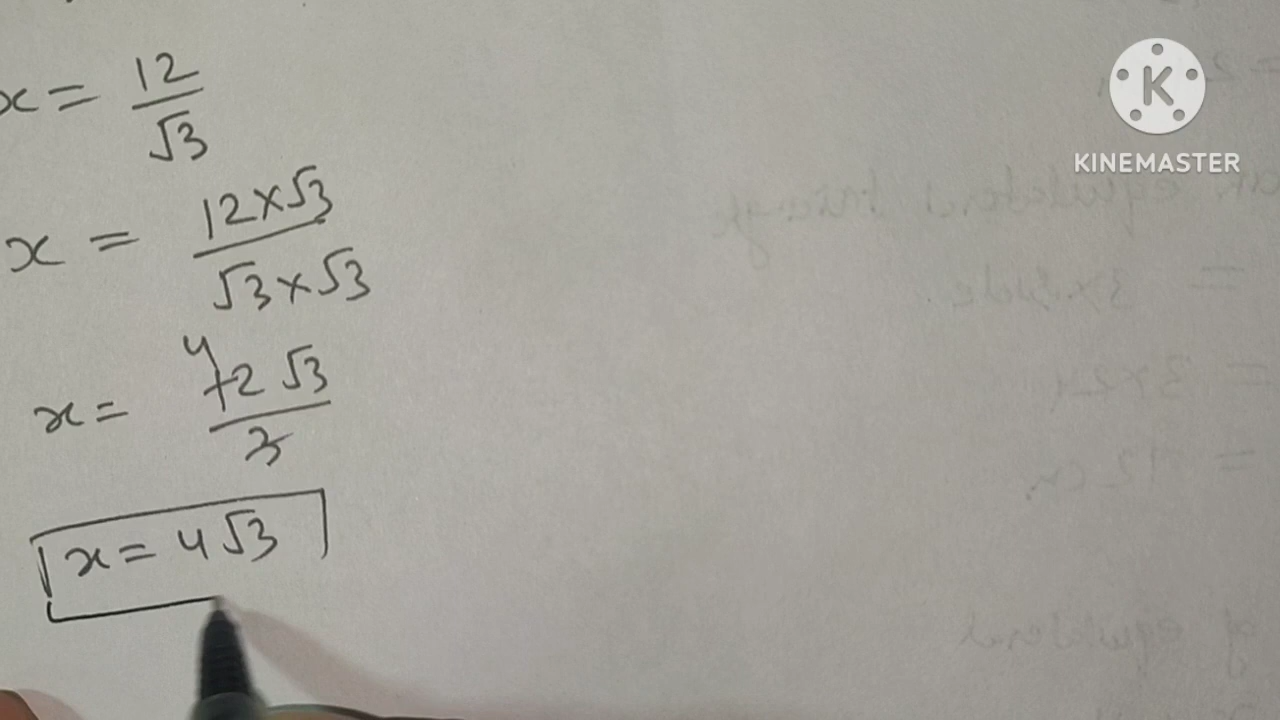 x = 12/√3
KINEMASTER
x = 12×√3/√3×√3
x = 4 12√3/3
x = 4√3